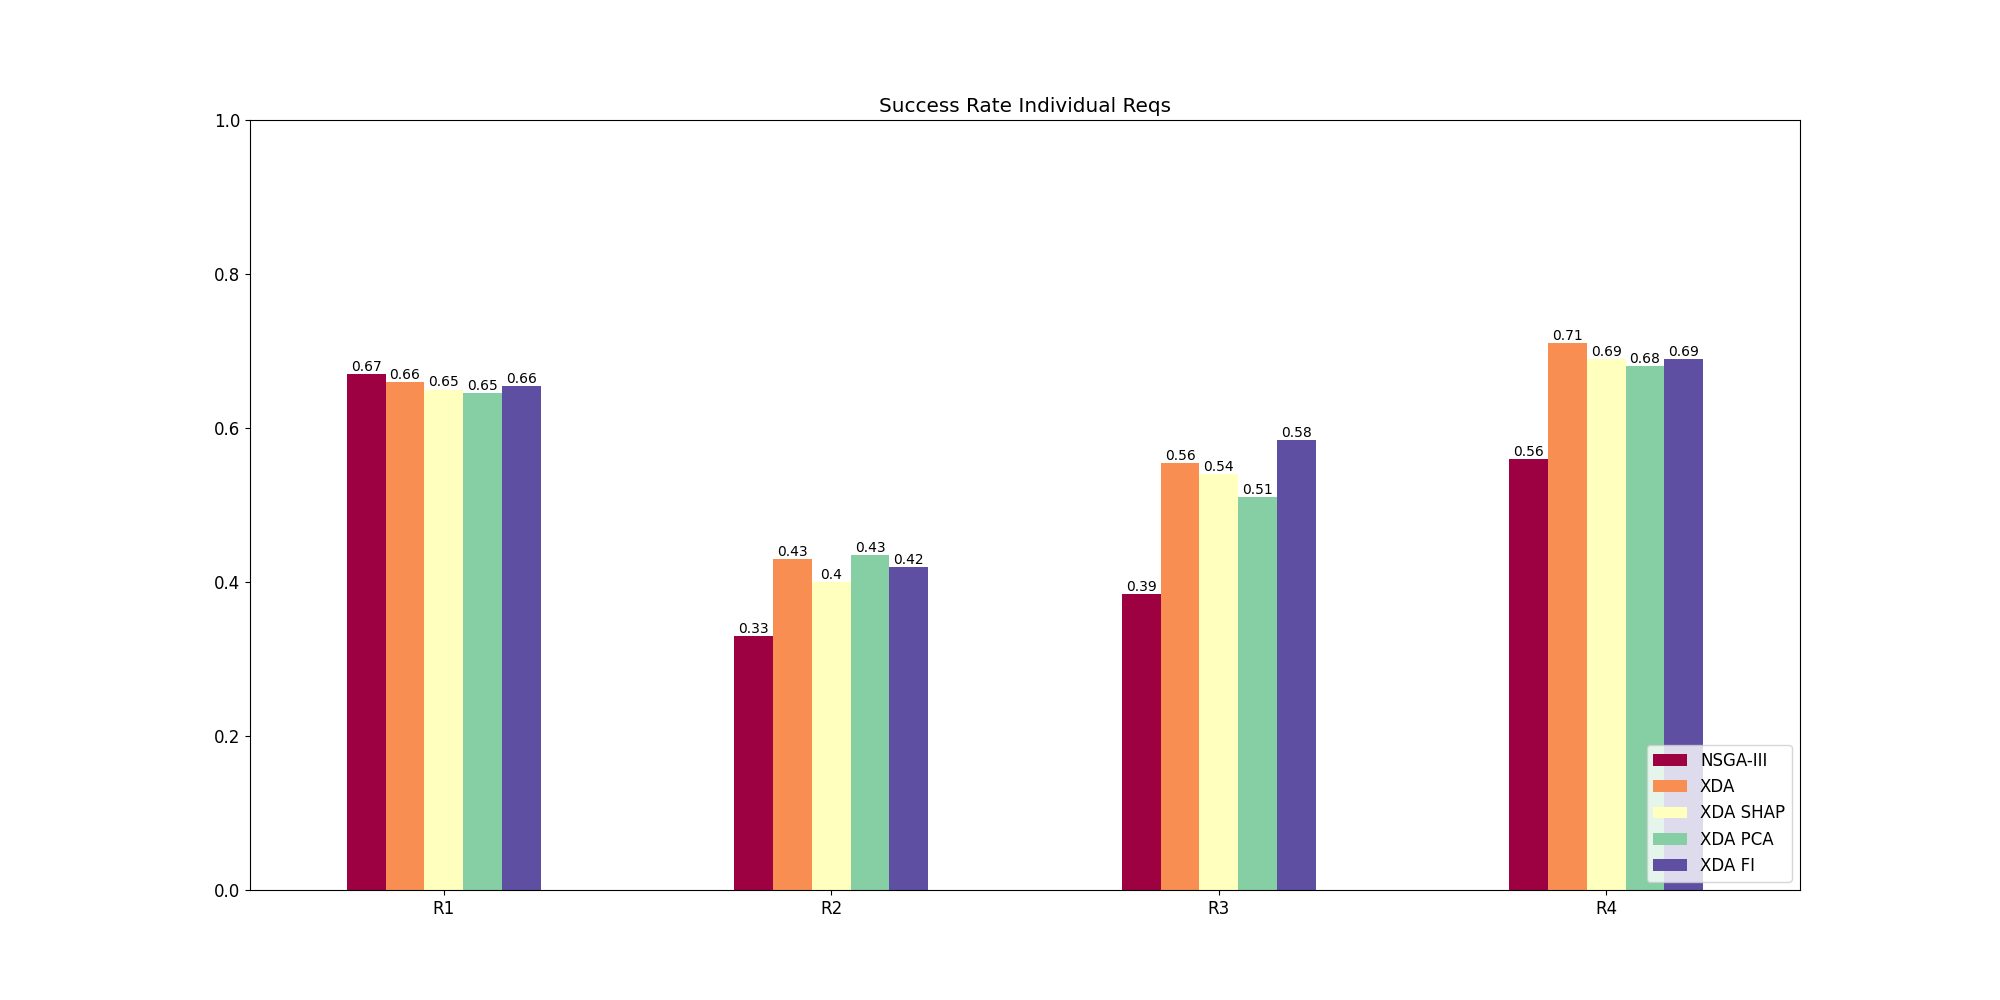 Success Rate Individual Reqs
1.0
0.8
0.6
0.4
0.2
0.0
0.67 0.66 0.65 0.65 0.66
0.33 0.43 0.4 0.43 0.42
0.39 0.56 0.54 0.51 0.58
0.56 0.71 0.69 0.68 0.69
R1 R2 R3 R4
NSGA-III
XDA
XDA SHAP
XDA PCA
XDA FI